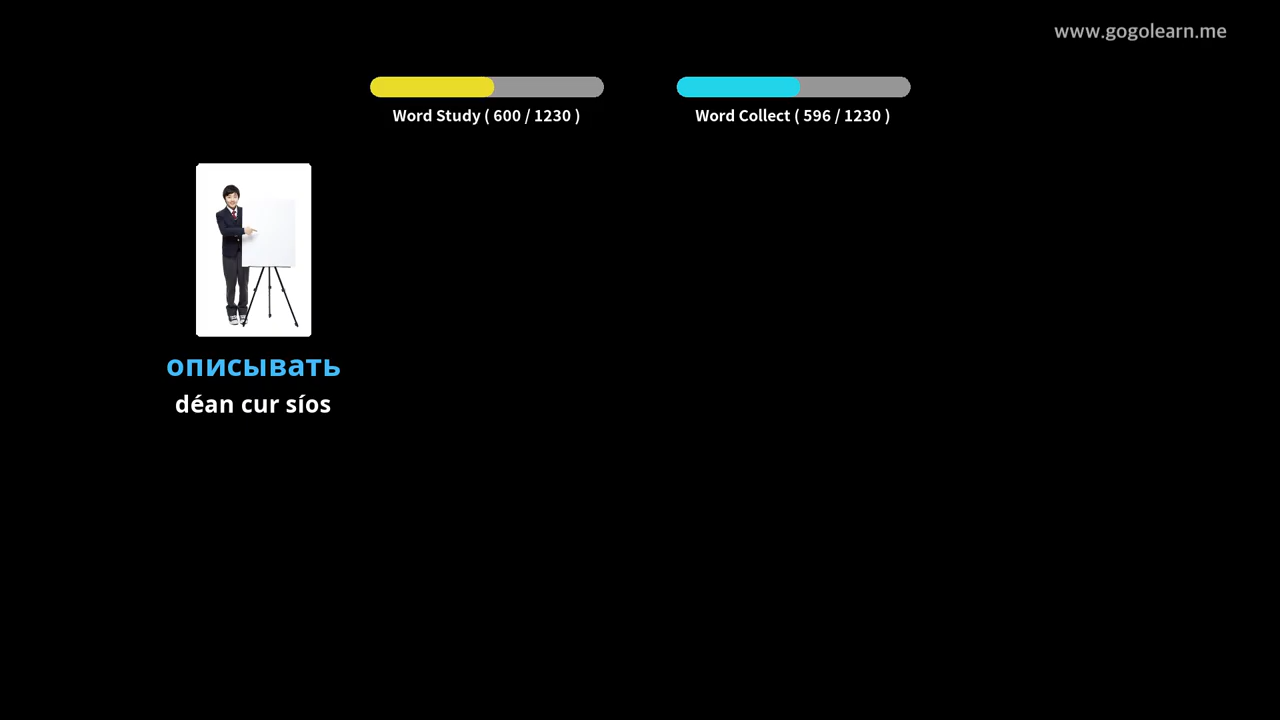 www.gogolearn.me
Word Study ( 600 / 1230 )
Word Collect ( 596 / 1230 )
описывать
déan cur síos